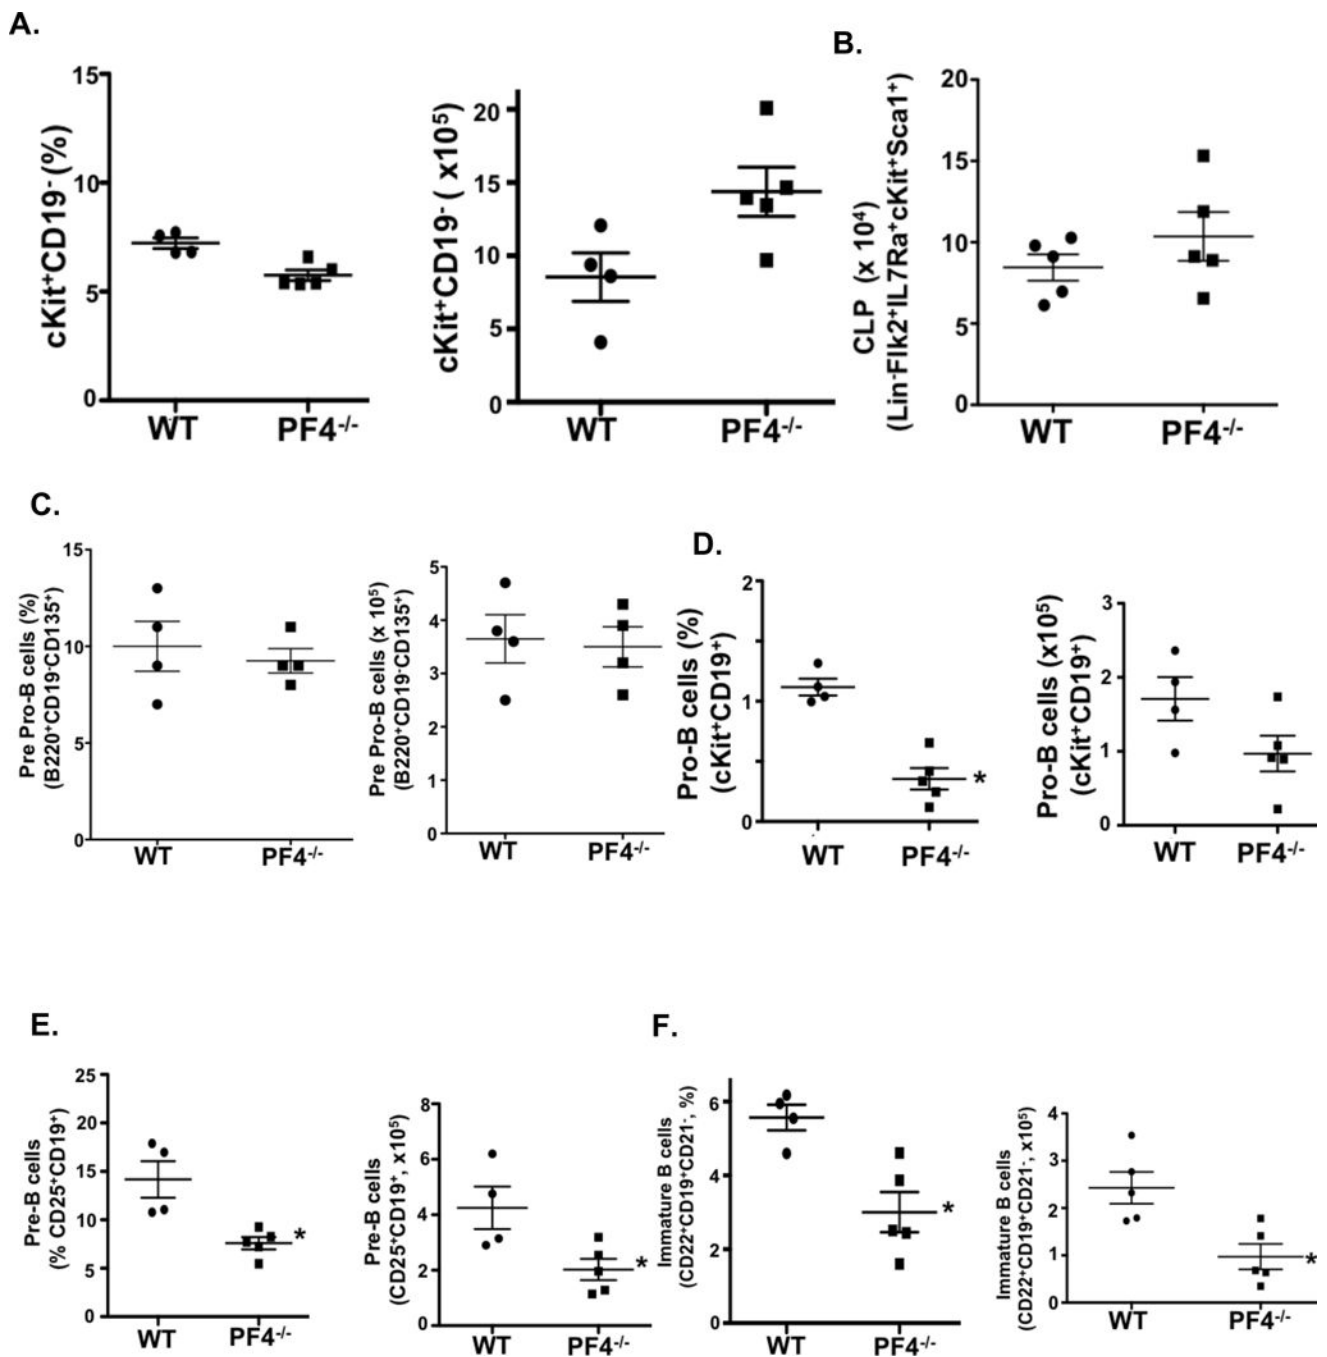 A.
cKit⁺CD19⁻ (%)
15
10
5
0
WT
PF4⁻/⁻
cKit⁺CD19⁻ ( x10⁵)
20
15
10
5
0
WT
PF4⁻/⁻
B.
CLP (x 10⁴)
(Lin⁻Flk2⁺IL7Ra⁺cKit⁺Sca1⁺)
20
15
10
5
0
WT
PF4⁻/⁻
C.
Pre Pro-B cells (%)
(B220⁺CD19⁻CD135⁺)
15
10
5
0
WT
PF4⁻/⁻
Pre Pro-B cells (x 10⁵)
(B220⁺CD19⁻CD135⁺)
5
4
3
2
1
0
WT
PF4⁻/⁻
D.
Pro-B cells (%)
(cKit⁺CD19⁺)
2
1
0
*
WT
PF4⁻/⁻
Pro-B cells (x10⁵)
(cKit⁺CD19⁺)
3
2
1
0
WT
PF4⁻/⁻
E.
Pre-B cells
(% CD25⁺CD19⁺)
25
20
15
10
5
0
*
WT
PF4⁻/⁻
Pre-B cells
(CD25⁺CD19⁺, x10⁵)
8
6
4
2
0
*
WT
PF4⁻/⁻
F.
Immature B cells
(CD22⁺CD19⁺CD21⁻, %)
6
4
2
0
*
WT
PF4⁻/⁻
Immature B cells
(CD22⁺CD19⁺CD21⁻, x10⁵)
4
3
2
1
0
*
WT
PF4⁻/⁻